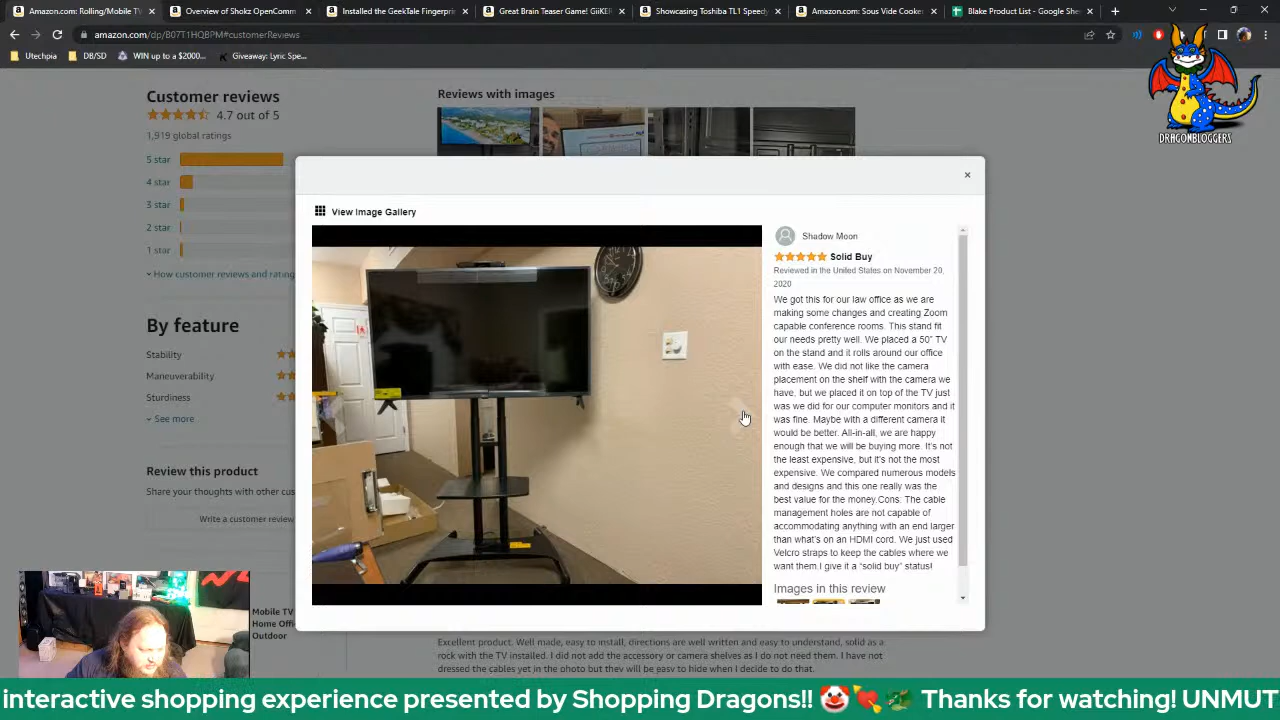 Amazon.com: Rolling/Mobile T
Overview of Shokz OpenComm
Installed the GeekTale Fingerpri
Great Brain Teaser Game! GiiKER
Showcasing Toshiba TL1 Speedy
Amazon.com: Sous Vide Cooker
Blake Product List - Google She
amazon.com/dp/B07T1HQBPM#customerReviews
Utechpia
DB/SD
WIN up to a $2000...
Giveaway: Lyric Spe...
DRAGONBLOGGERS
Customer reviews
4.7 out of 5
1,919 global ratings
5 star
4 star
3 star
2 star
1 star
How customer reviews and rating
By feature
Stability
Maneuverability
Sturdiness
See more
Review this product
Share your thoughts with other cus
Write a customer review
Reviews with images
View Image Gallery
Shadow Moon
Solid Buy
Reviewed in the United States on November 20,
2020
We got this for our law office as we are
making some changes and creating Zoom
capable conference rooms. This stand fit
our needs pretty well. We placed a 50" TV
on the stand and it rolls around our office
with ease. We did not like the camera
placement on the shelf with the camera we
have, but we placed it on top of the TV just
was we did for our computer monitors and it
was fine. Maybe with a different camera it
would be better. All-in-all, we are happy
enough that we will be buying more. It's not
the least expensive, but it's not the most
expensive. We compared numerous models
and designs and this one really was the
best value for the money.Cons: The cable
management holes are not capable of
accommodating anything with an end larger
than what's on an HDMI cord. We just used
Velcro straps to keep the cables where we
want them.I give it a "solid buy" status!
Images in this review
Mobile TV
Home Offi
Outdoor
Excellent product. Well made, easy to install, directions are well written and easy to understand, solid as a
rock with the TV installed. I did not add the accessory or camera shelves as I do not need them. I have not
dressed the cables yet in the photo but they will be easy to hide when I decide to do that.
interactive shopping experience presented by Shopping Dragons!! 🤡💘🐲 Thanks for watching! UNMUT